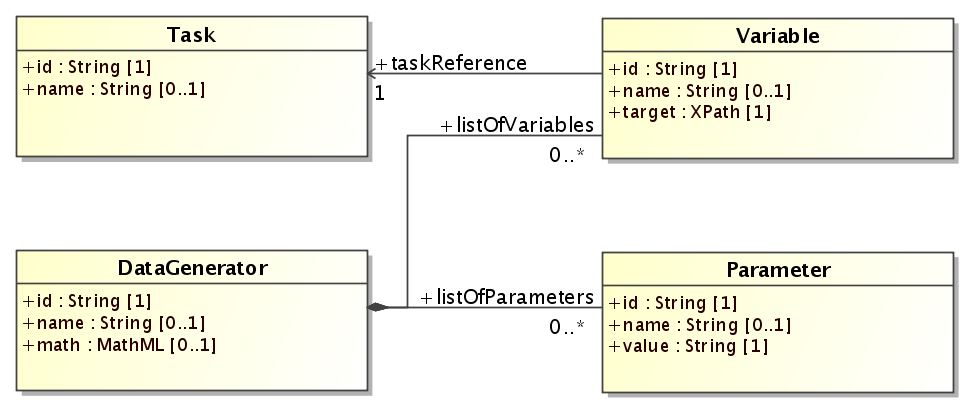 Task
+id : String [1]
+name : String [0..1]
+taskReference
1
Variable
+id : String [1]
+name : String [0..1]
+target : XPath [1]
+listOfVariables
0..*
DataGenerator
+id : String [1]
+name : String [0..1]
+math : MathML [0..1]
+listOfParameters
0..*
Parameter
+id : String [1]
+name : String [0..1]
+value : String [1]